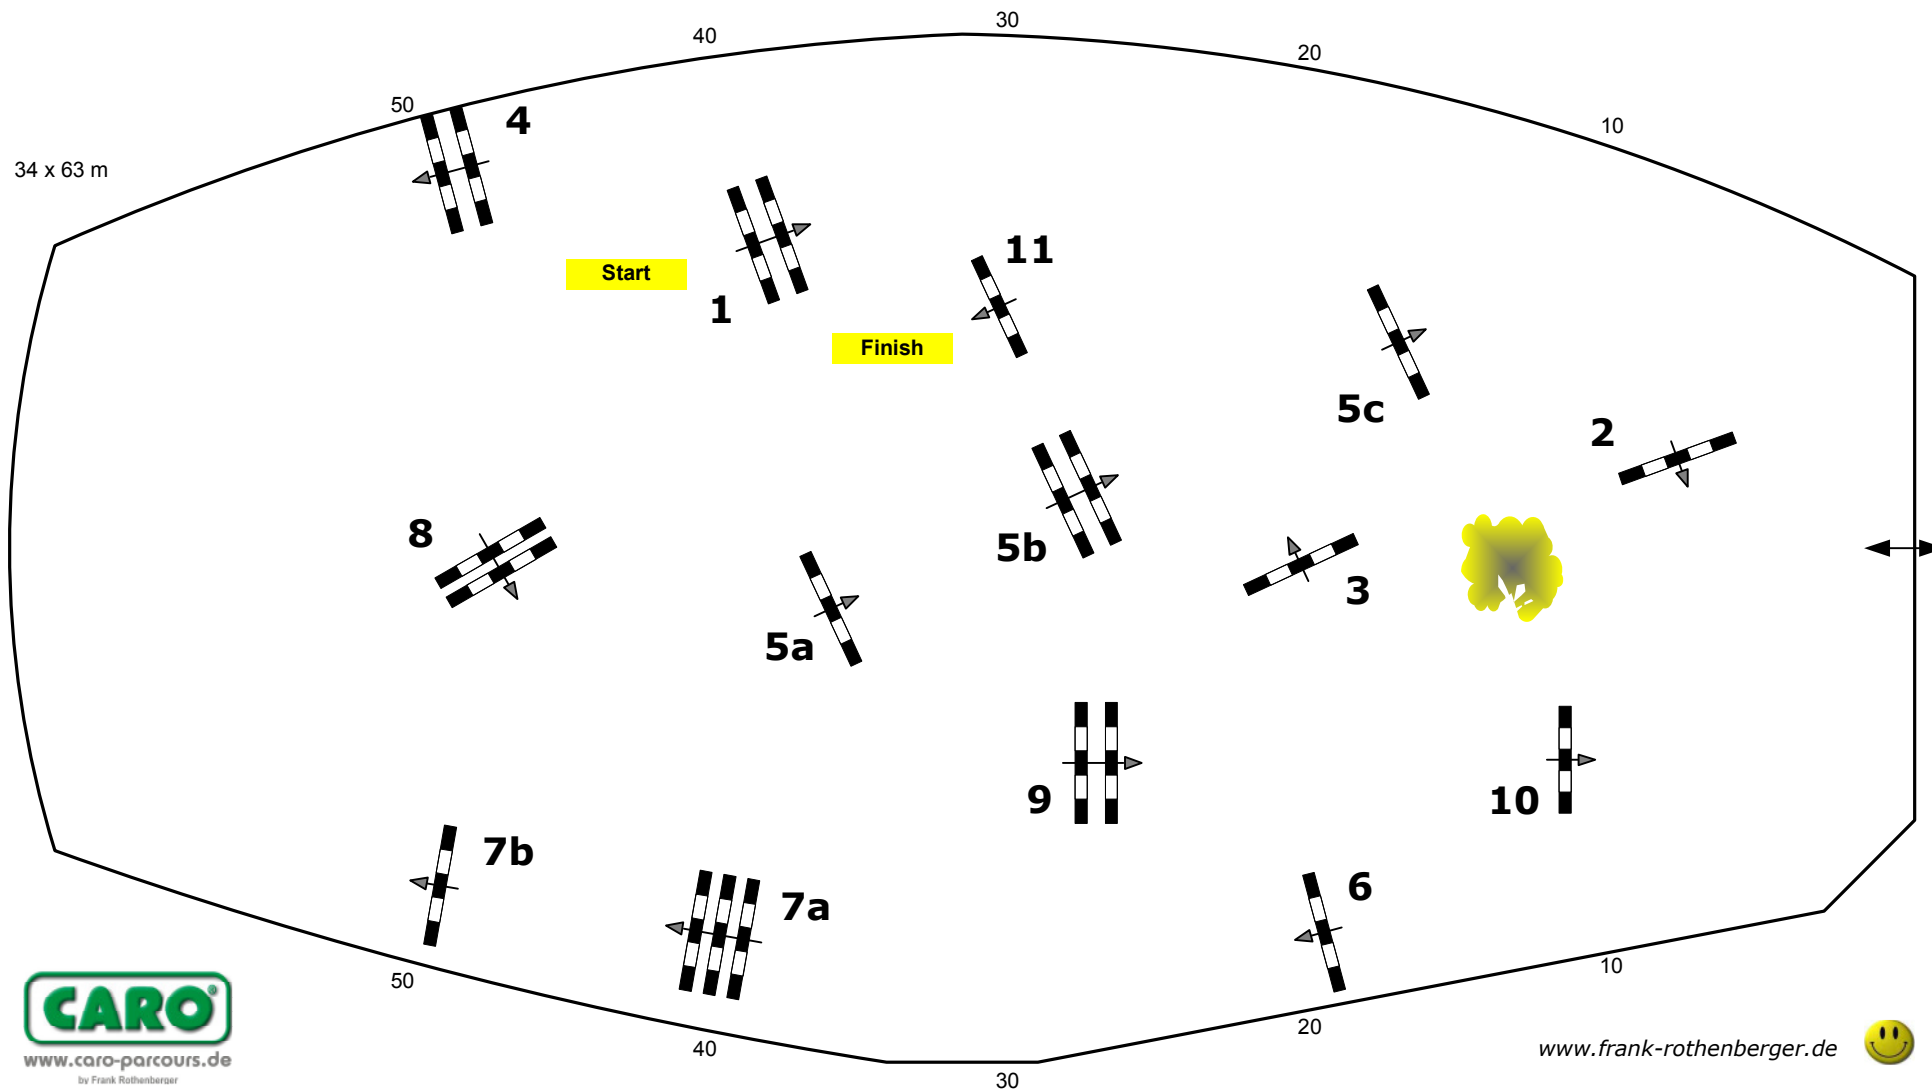 30
40
20
50
4
10
34 x 63 m
11
Start
1
Finish
5c
2
8
5b
3
5a
9
10
7b
6
7a
50
10
CARO®
20
www.caro-parcours.de
40
www.frank-rothenberger.de
by Frank Rothenberger
30